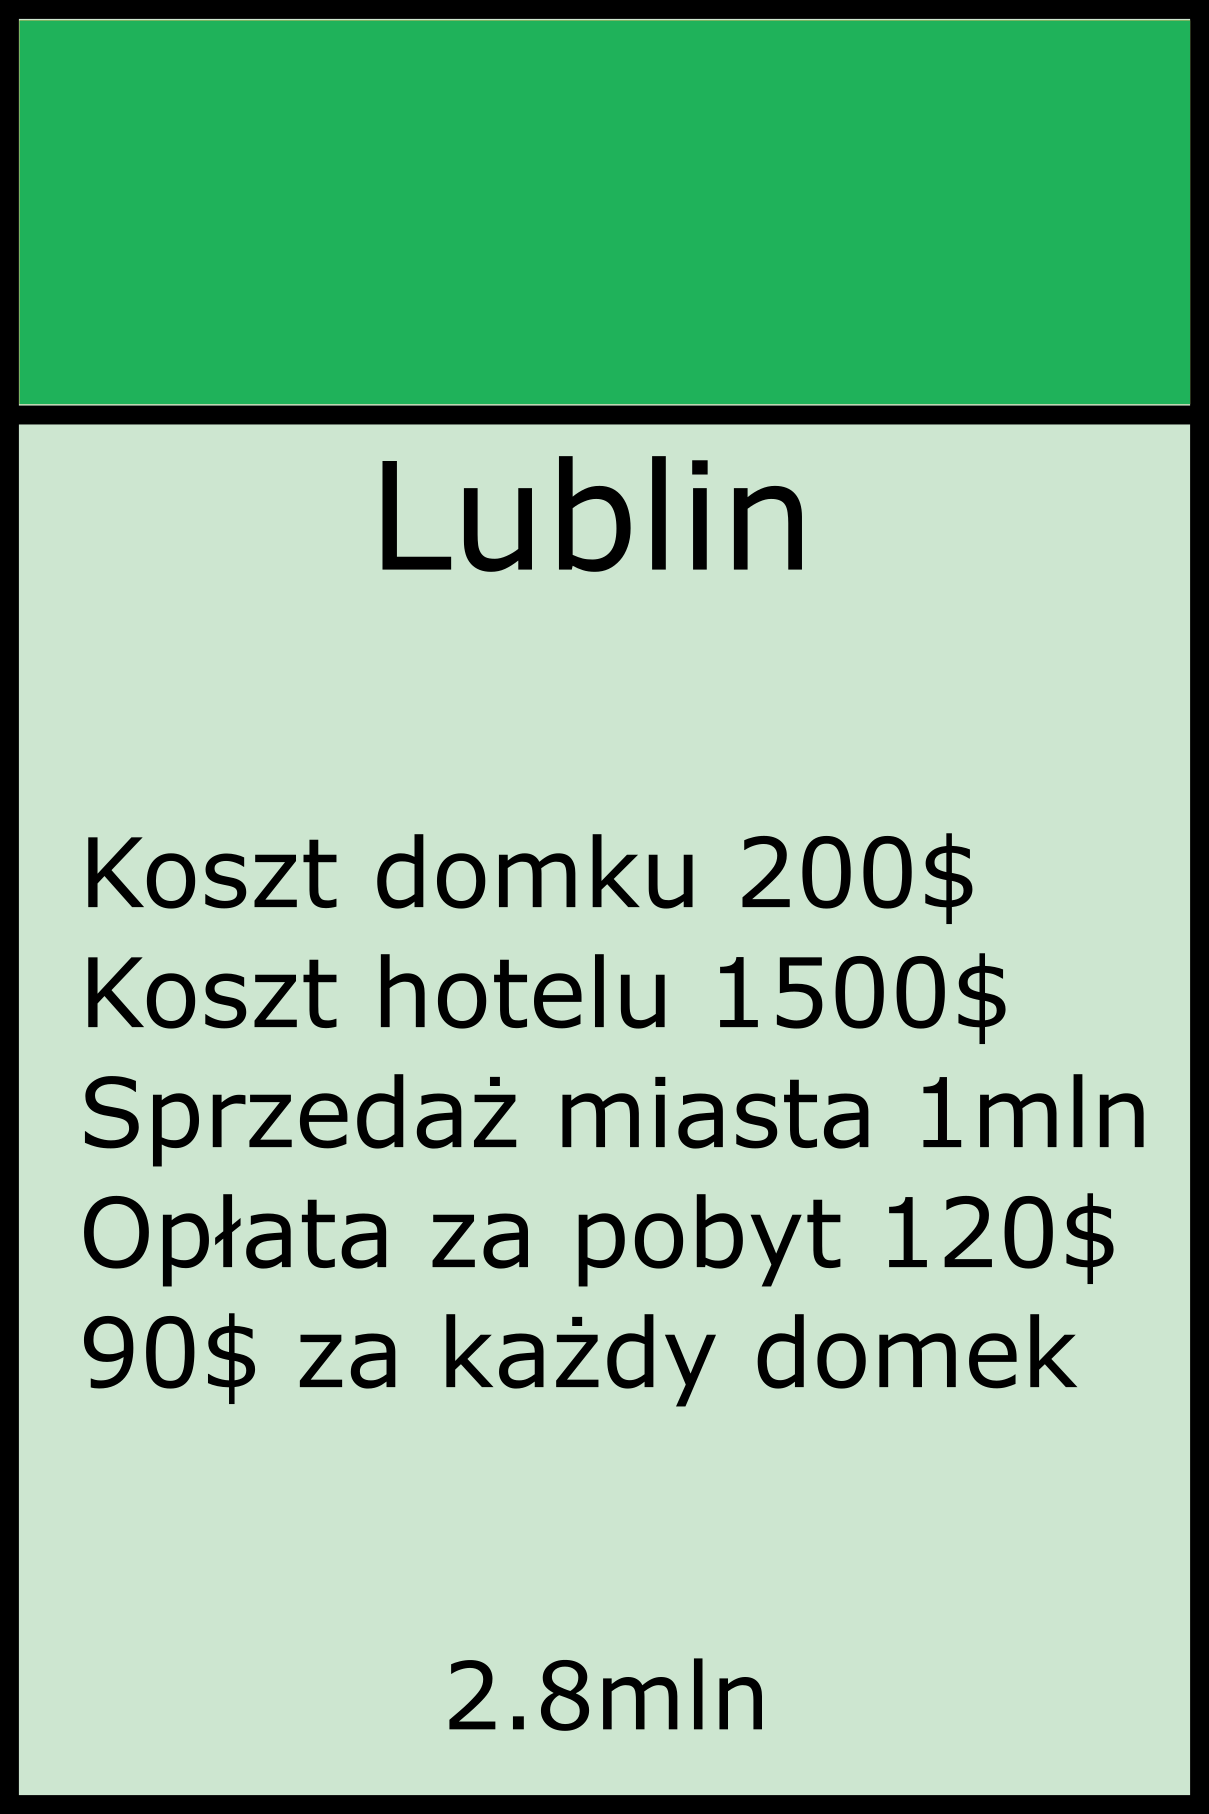 Lublin
Koszt domku 200$
Koszt hotelu 1500$
Sprzedaż miasta 1mln
Opłata za pobyt 120$
90$ za każdy domek
2.8mln